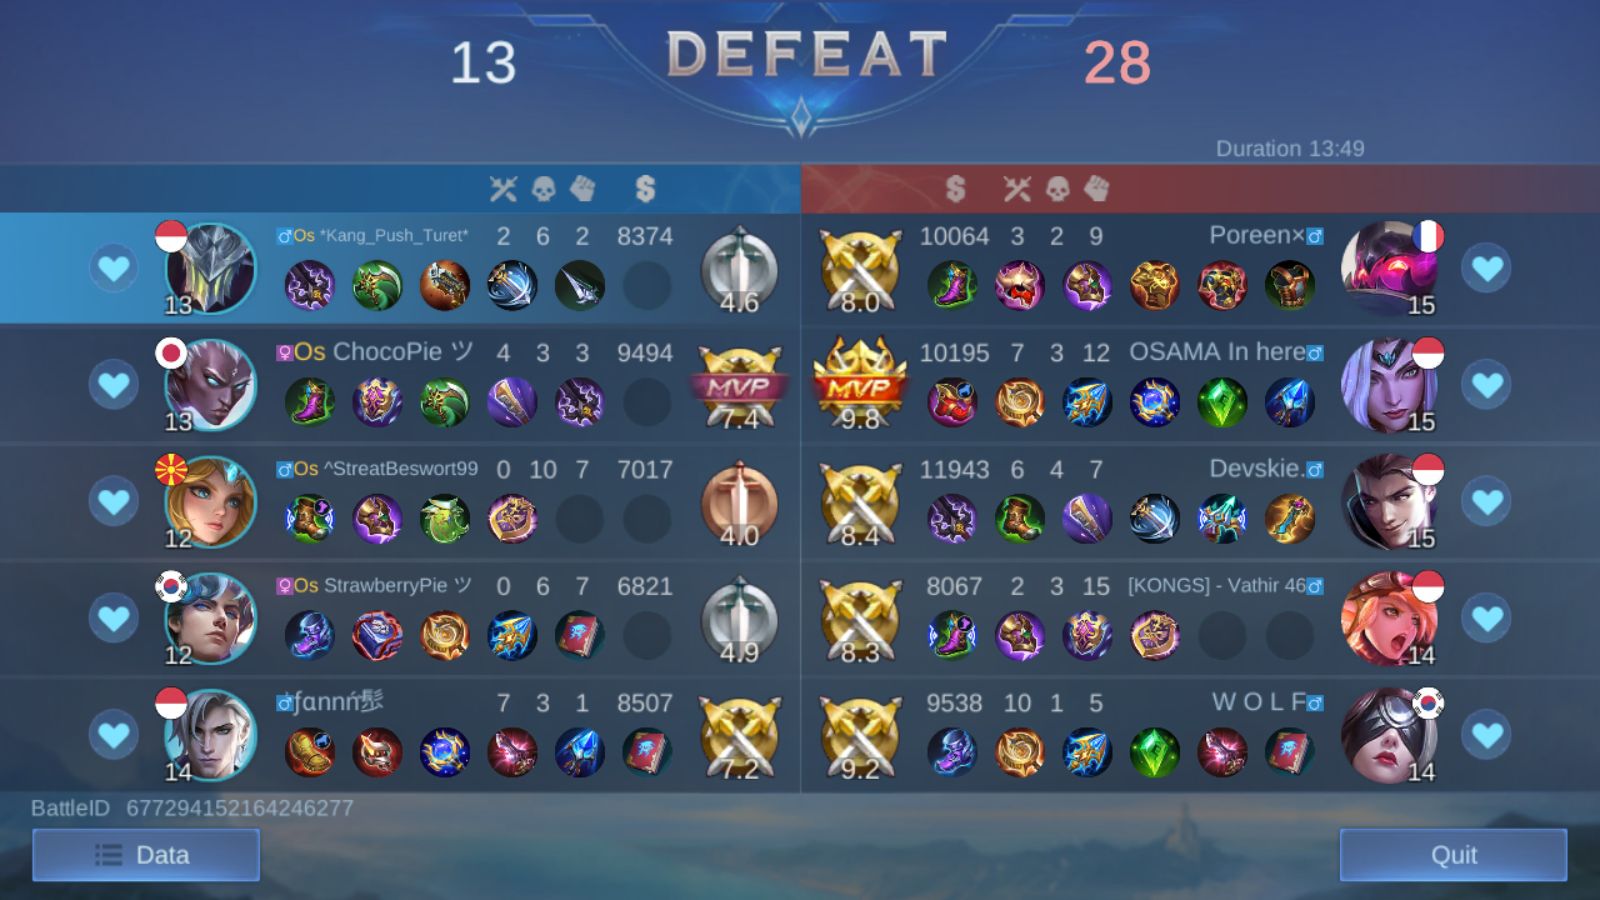 13 DEFEAT 28
Duration 13:49
Os *Kang_Push_Turet* 2 6 2 8374
13 4.6
8.0 10064 3 2 9 Poreen×
15
Os ChocoPie ツ 4 3 3 9494
13 MVP 7.4
MVP 9.8 10195 7 3 12 OSAMA In here
15
Os ^StreatBeswort99 0 10 7 7017
12 4.0
8.4 11943 6 4 7 Devskie.
15
Os StrawberryPie ツ 0 6 7 6821
12 4.9
8.3 8067 2 3 15 [KONGS] - Vathir 46
14
7 3 1 8507
14 7.2
9.2 9538 10 1 5 W O L F
14
BattleID 677294152164246277
Data
Quit